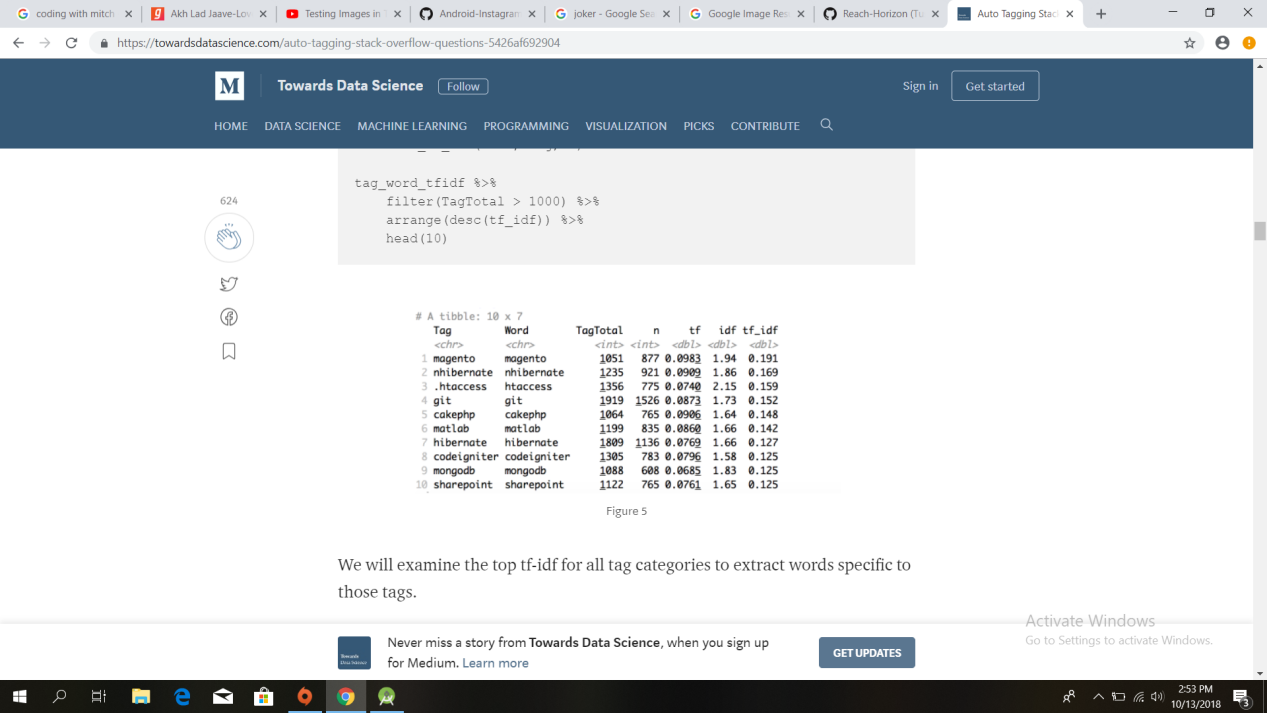 coding with mitch
Akh Lad Jaave-Lov
Testing Images in
Android-Instagran
joker - Google Sea
Google Image Res
Reach-Horizon (Tu
Auto Tagging Stac
https://towardsdatascience.com/auto-tagging-stack-overflow-questions-5426af692904
M
Towards Data Science
Follow
Sign in
Get started
HOME DATA SCIENCE MACHINE LEARNING PROGRAMMING VISUALIZATION PICKS CONTRIBUTE
tag_word_tfidf %>%
filter(TagTotal > 1000) %>%
arrange(desc(tf_idf)) %>%
head(10)
624
# A tibble: 10 x 7
Tag Word TagTotal n tf idf tf_idf
<chr> <chr> <int> <int> <dbl> <dbl> <dbl>
1 magento magento 1051 877 0.0983 1.94 0.191
2 nhibernate nhibernate 1235 921 0.0909 1.86 0.169
3 .htaccess htaccess 1356 775 0.0740 2.15 0.159
4 git git 1919 1526 0.0873 1.73 0.152
5 cakephp cakephp 1064 765 0.0906 1.64 0.148
6 matlab matlab 1199 835 0.0860 1.66 0.142
7 hibernate hibernate 1809 1136 0.0769 1.66 0.127
8 codeigniter codeigniter 1305 783 0.0796 1.58 0.125
9 mongodb mongodb 1088 608 0.0685 1.83 0.125
10 sharepoint sharepoint 1122 765 0.0761 1.65 0.125
Figure 5
We will examine the top tf-idf for all tag categories to extract words specific to
those tags.
Activate Windows
Go to Settings to activate Windows.
Towards
Data Science
Never miss a story from Towards Data Science, when you sign up
for Medium. Learn more
GET UPDATES
2:53 PM
10/13/2018
3